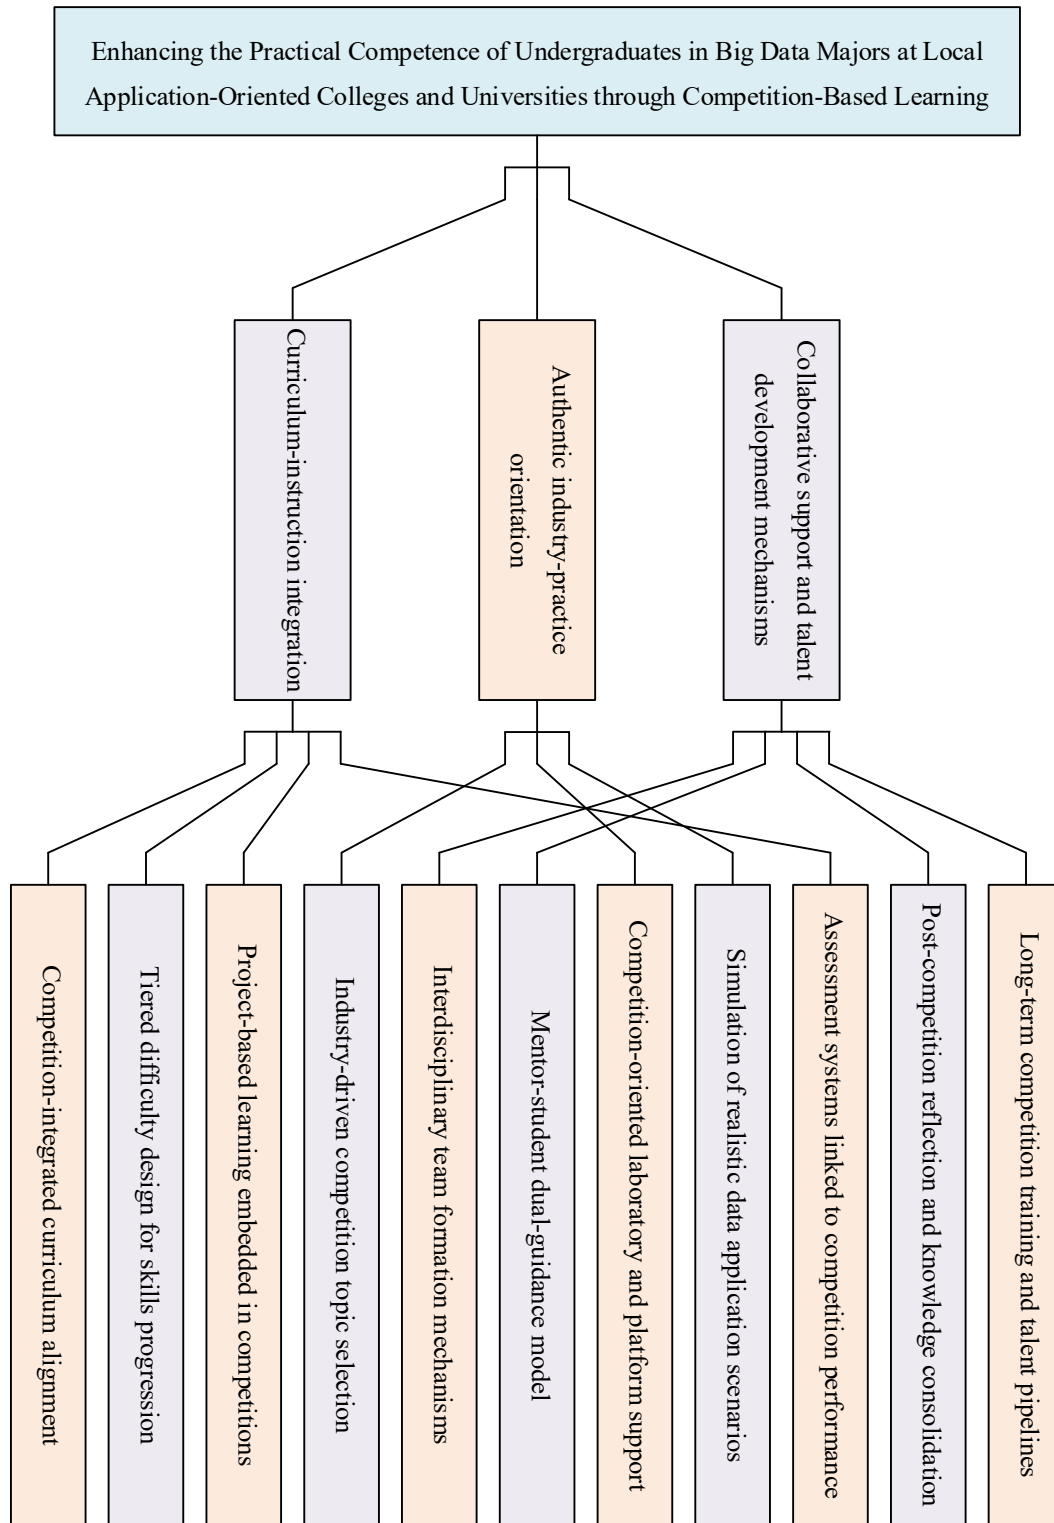 Enhancing the Practical Competence of Undergraduates in Big Data Majors at Local
Application-Oriented Colleges and Universities through Competition-Based Learning
Curriculum-instruction integration
Authentic industry-practice
orientation
Collaborative support and talent
development mechanisms
Competition-integrated curriculum alignment
Tiered difficulty design for skills progression
Project-based learning embedded in competitions
Industry-driven competition topic selection
Interdisciplinary team formation mechanisms
Mentor-student dual-guidance model
Competition-oriented laboratory and platform support
Simulation of realistic data application scenarios
Assessment systems linked to competition performance
Post-competition reflection and knowledge consolidation
Long-term competition training and talent pipelines